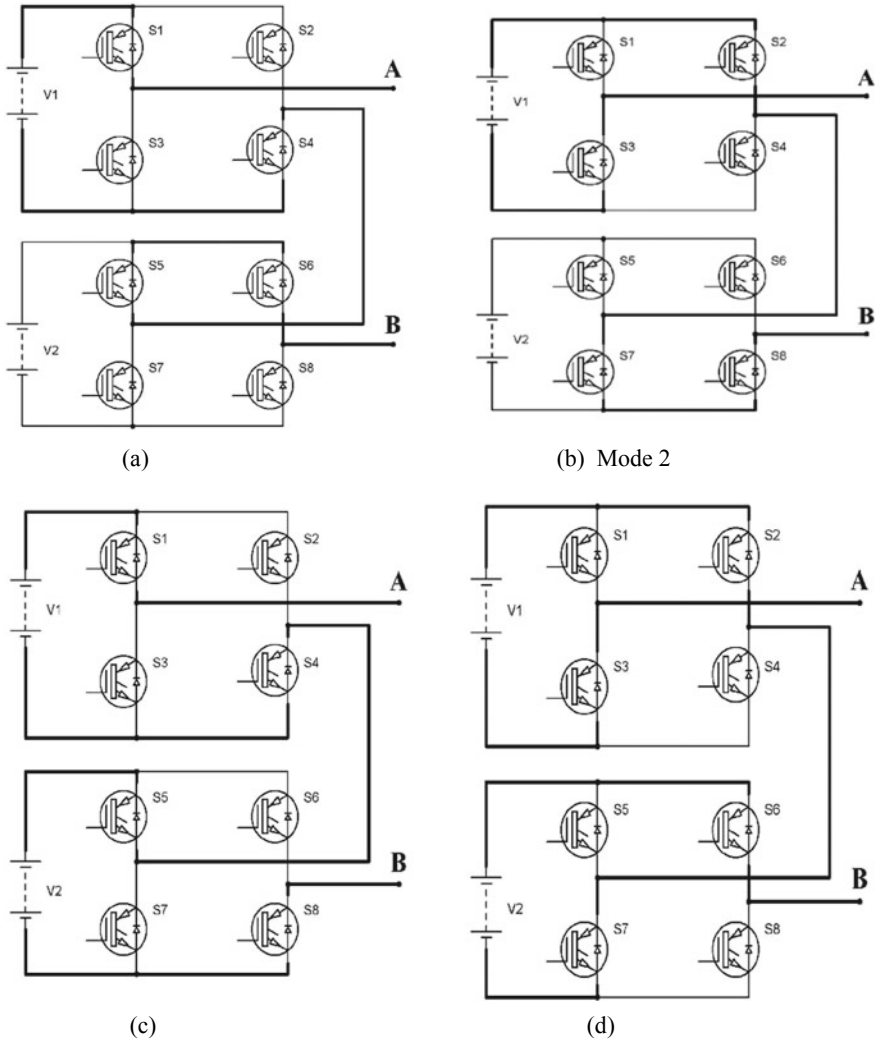 S1 S2
A
V1
S3 S4
S5 S6
B
V2
S7 S8
(a)
S1 S2
A
V1
S3 S4
S5 S6
B
V2
S7 S8
(b) Mode 2
S1 S2
A
V1
S3 S4
S5 S6
B
V2
S7 S8
(c)
S1 S2
A
V1
S3 S4
S5 S6
B
V2
S7 S8
(d)